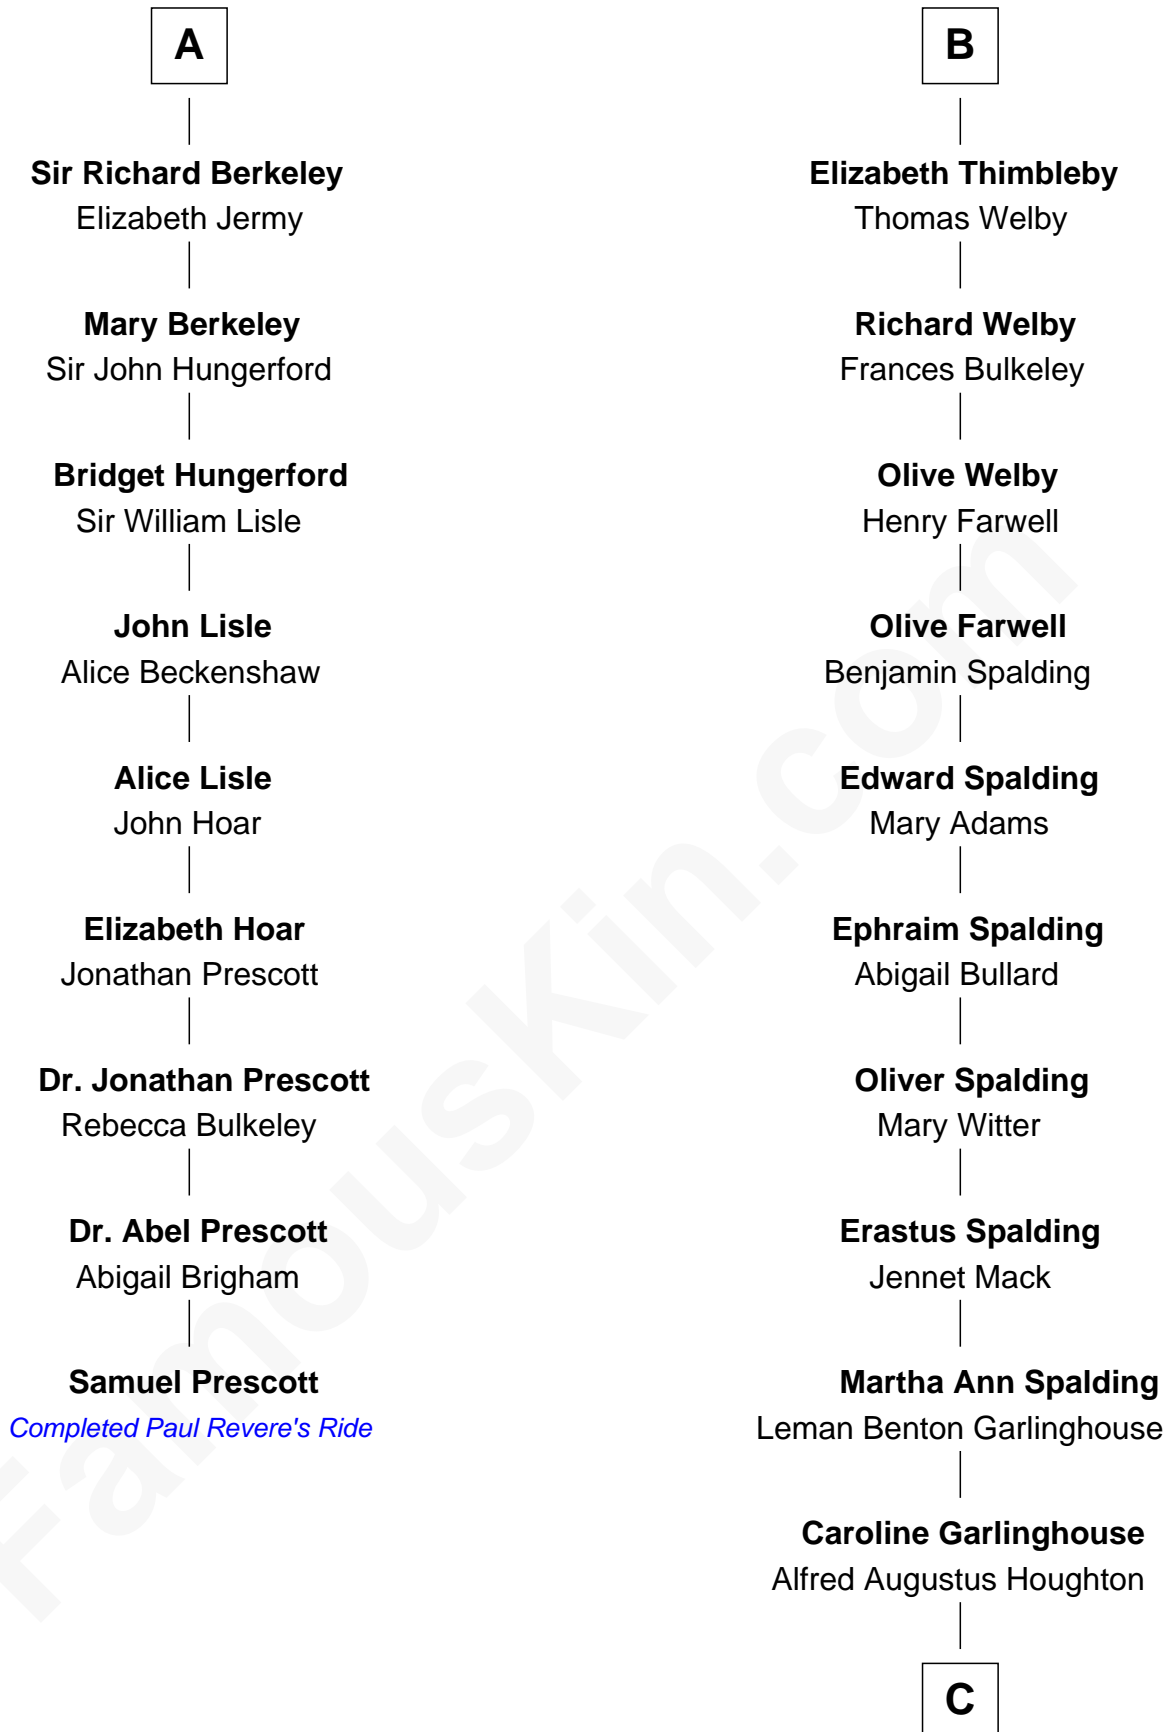 A
Sir Richard Berkeley
Elizabeth Jermy
Mary Berkeley
Sir John Hungerford
Bridget Hungerford
Sir William Lisle
John Lisle
Alice Beckenshaw
Alice Lisle
John Hoar
Elizabeth Hoar
Jonathan Prescott
Dr. Jonathan Prescott
Rebecca Bulkeley
Dr. Abel Prescott
Abigail Brigham
Samuel Prescott
Completed Paul Revere's Ride
B
Elizabeth Thimbleby
Thomas Welby
Richard Welby
Frances Bulkeley
Olive Welby
Henry Farwell
Olive Farwell
Benjamin Spalding
Edward Spalding
Mary Adams
Ephraim Spalding
Abigail Bullard
Oliver Spalding
Mary Witter
Erastus Spalding
Jennet Mack
Martha Ann Spalding
Leman Benton Garlinghouse
Caroline Garlinghouse
Alfred Augustus Houghton
C
FamousKin.com